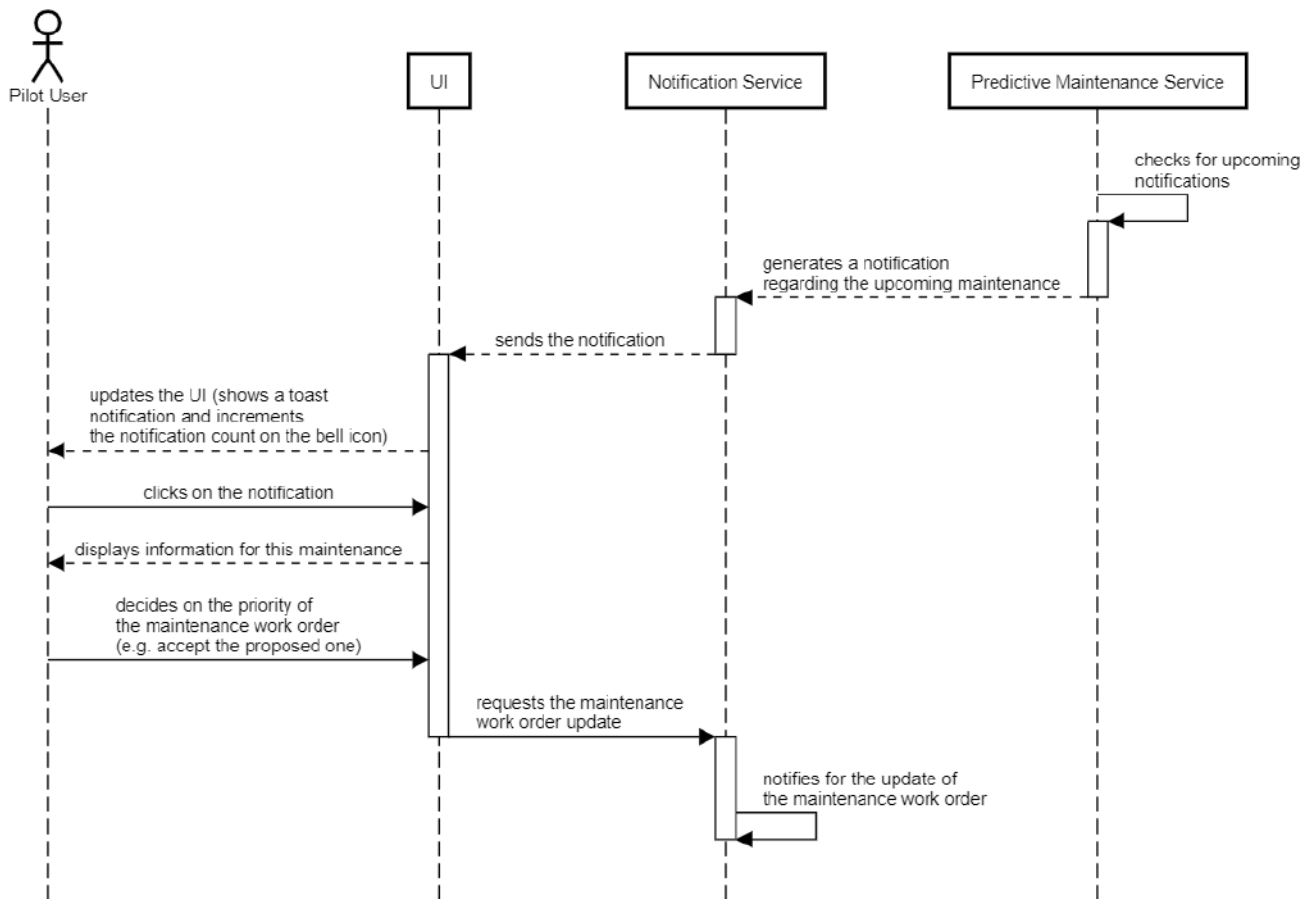 Pilot User
UI
Notification Service
Predictive Maintenance Service
checks for upcoming
notifications
generates a notification
regarding the upcoming maintenance
sends the notification
updates the UI (shows a toast
notification and increments
the notification count on the bell icon)
clicks on the notification
displays information for this maintenance
decides on the priority of
the maintenance work order
(e.g. accept the proposed one)
requests the maintenance
work order update
notifies for the update of
the maintenance work order